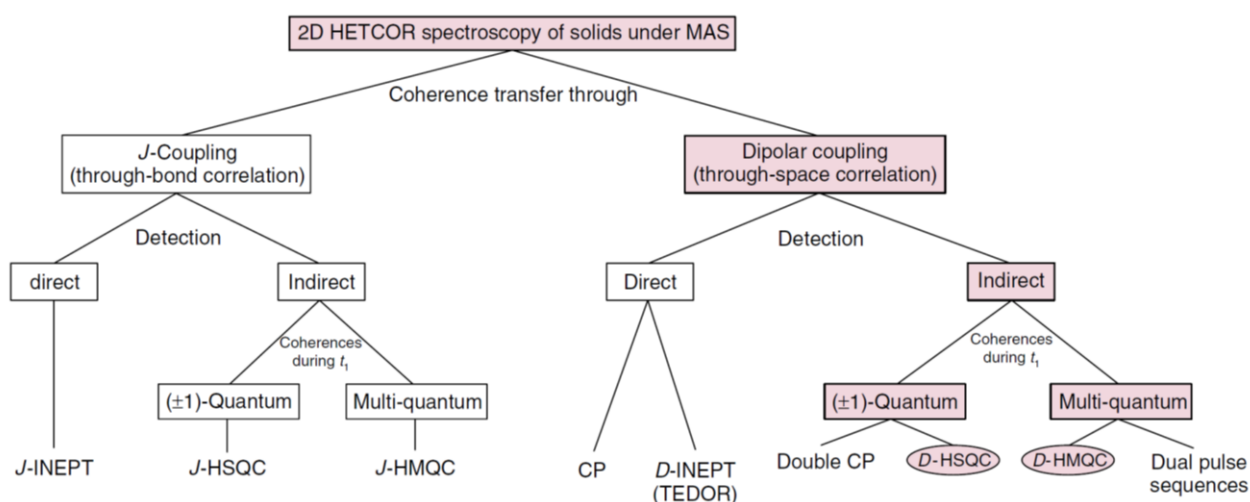 2D HETCOR spectroscopy of solids under MAS
Coherence transfer through
J-Coupling
(through-bond correlation)
Dipolar coupling
(through-space correlation)
Detection
Detection
direct
Indirect
Direct
Indirect
Coherences
during t₁
Coherences
during t₁
(±1)-Quantum
Multi-quantum
(±1)-Quantum
Multi-quantum
J-INEPT
J-HSQC
J-HMQC
CP
D-INEPT
(TEDOR)
Double CP
D-HSQC
D-HMQC
Dual pulse
sequences